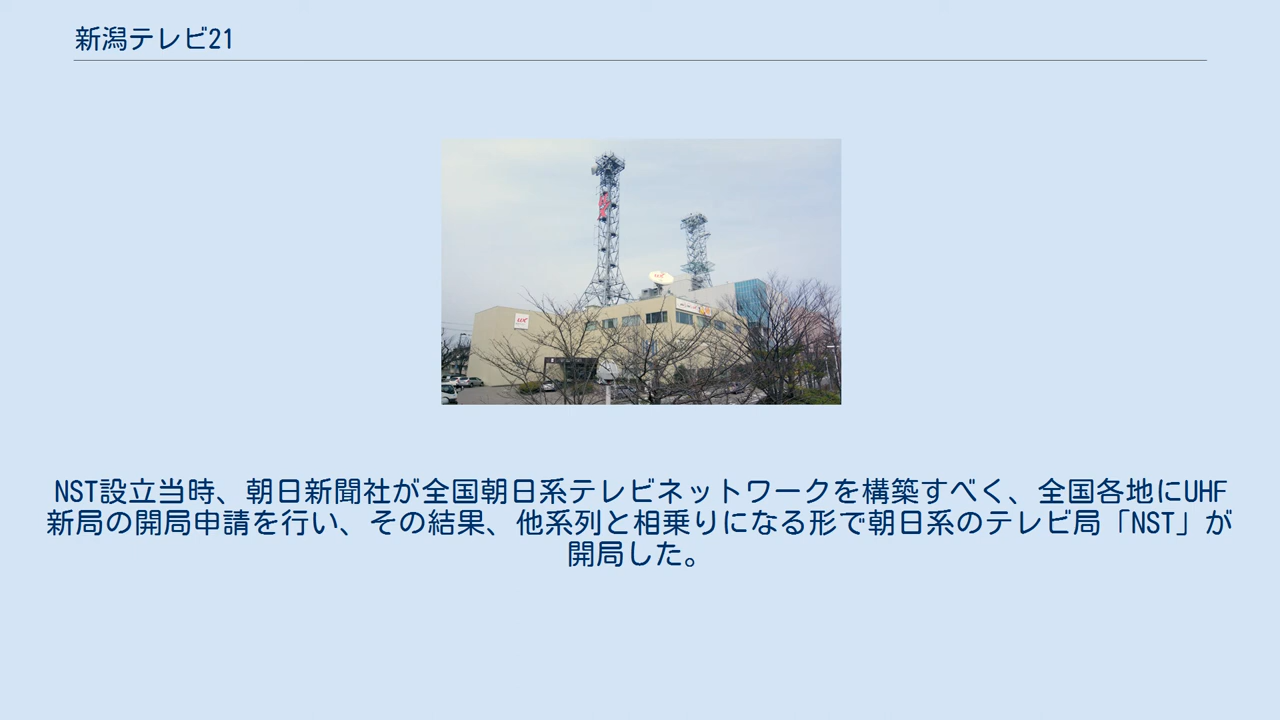 新潟テレビ21
UX
NST設立当時、朝日新聞社が全国朝日系テレビネットワークを構築すべく、全国各地にUHF
新局の開局申請を行い、その結果、他系列と相乗りになる形で朝日系のテレビ局「NST」が
開局した。